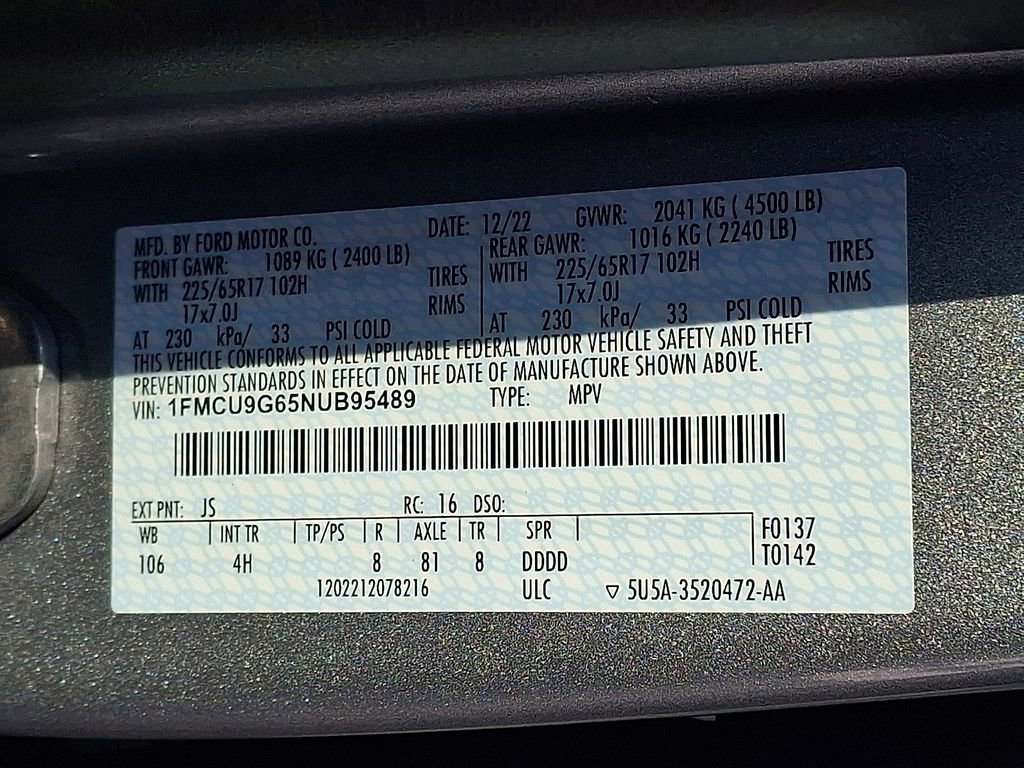 MFD. BY FORD MOTOR CO. DATE: 12/22 GVWR: 2041 KG ( 4500 LB)
FRONT GAWR: 1089 KG ( 2400 LB) REAR GAWR: 1016 KG ( 2240 LB)
WITH 225/65R17 102H TIRES WITH 225/65R17 102H TIRES
17x7.0J RIMS 17x7.0J RIMS
AT 230 kPa/ 33 PSI COLD AT 230 kPa/ 33 PSI COLD
THIS VEHICLE CONFORMS TO ALL APPLICABLE FEDERAL MOTOR VEHICLE SAFETY AND THEFT
PREVENTION STANDARDS IN EFFECT ON THE DATE OF MANUFACTURE SHOWN ABOVE.
VIN: 1FMCU9G65NUB95489 TYPE: MPV
EXT PNT: JS RC: 16 DSO:
WB INT TR TP/PS R AXLE TR SPR F0137
106 4H 8 81 8 DDDD T0142
1202212078216 ULC ▽ 5U5A-3520472-AA